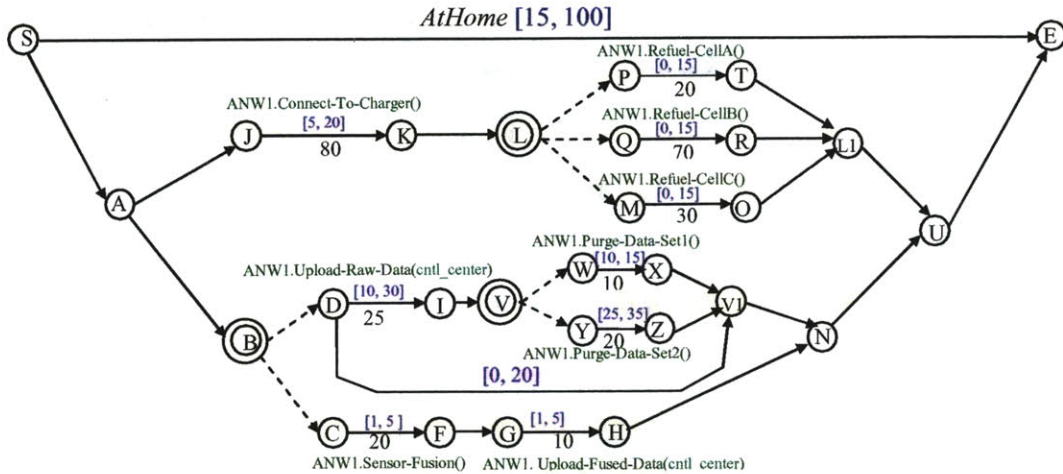 AtHome [15, 100]
S
E
ANW1.Refuel-CellA()
[0, 15]
P
T
20
ANW1.Connect-To-Charger()
[5, 20]
J
K
80
L
ANW1.Refuel-CellB()
[0, 15]
Q
R
70
L1
ANW1.Refuel-CellC()
[0, 15]
M
O
30
A
U
ANW1.Purge-Data-Set1()
[10, 15]
W
X
10
ANW1.Upload-Raw-Data(cntl_center)
[10, 30]
D
I
25
V
V1
[25, 35]
Y
Z
20
ANW1.Purge-Data-Set2()
B
N
[0, 20]
[1, 5 ]
[1, 5]
C
F
G
H
20
10
ANW1.Sensor-Fusion()
ANW1. Upload-Fused-Data(cntl_center)